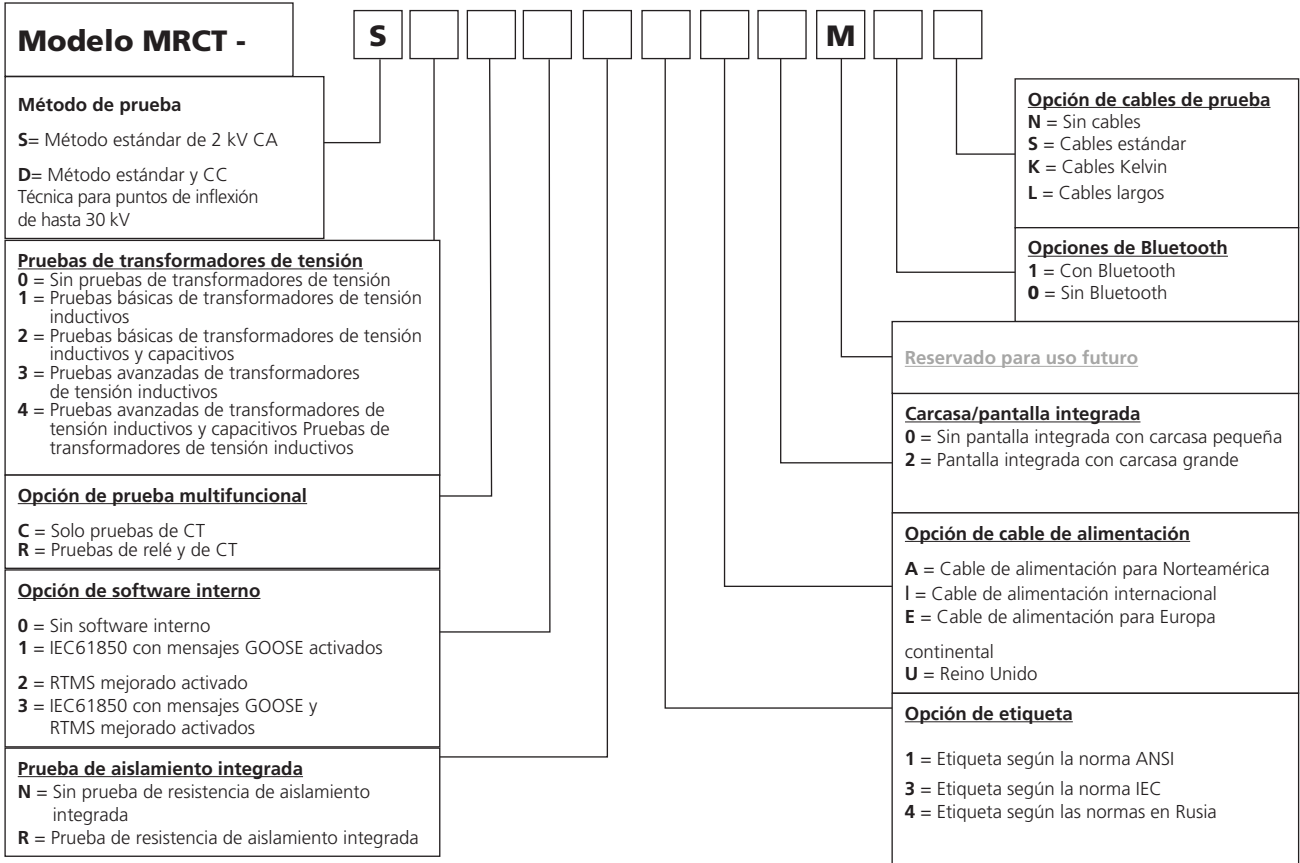 Modelo MRCT -
S
M
Método de prueba
S= Método estándar de 2 kV CA
D= Método estándar y CC
Técnica para puntos de inflexión
de hasta 30 kV
Pruebas de transformadores de tensión
0 = Sin pruebas de transformadores de tensión
1 = Pruebas básicas de transformadores de tensión
inductivos
2 = Pruebas básicas de transformadores de tensión
inductivos y capacitivos
3 = Pruebas avanzadas de transformadores
de tensión inductivos
4 = Pruebas avanzadas de transformadores de
tensión inductivos y capacitivos Pruebas de
transformadores de tensión inductivos
Opción de prueba multifuncional
C = Solo pruebas de CT
R = Pruebas de relé y de CT
Opción de software interno
0 = Sin software interno
1 = IEC61850 con mensajes GOOSE activados
2 = RTMS mejorado activado
3 = IEC61850 con mensajes GOOSE y
RTMS mejorado activados
Prueba de aislamiento integrada
N = Sin prueba de resistencia de aislamiento
integrada
R = Prueba de resistencia de aislamiento integrada
Opción de cables de prueba
N = Sin cables
S = Cables estándar
K = Cables Kelvin
L = Cables largos
Opciones de Bluetooth
1 = Con Bluetooth
0 = Sin Bluetooth
Reservado para uso futuro
Carcasa/pantalla integrada
0 = Sin pantalla integrada con carcasa pequeña
2 = Pantalla integrada con carcasa grande
Opción de cable de alimentación
A = Cable de alimentación para Norteamérica
I = Cable de alimentación internacional
E = Cable de alimentación para Europa
continental
U = Reino Unido
Opción de etiqueta
1 = Etiqueta según la norma ANSI
3 = Etiqueta según la norma IEC
4 = Etiqueta según las normas en Rusia